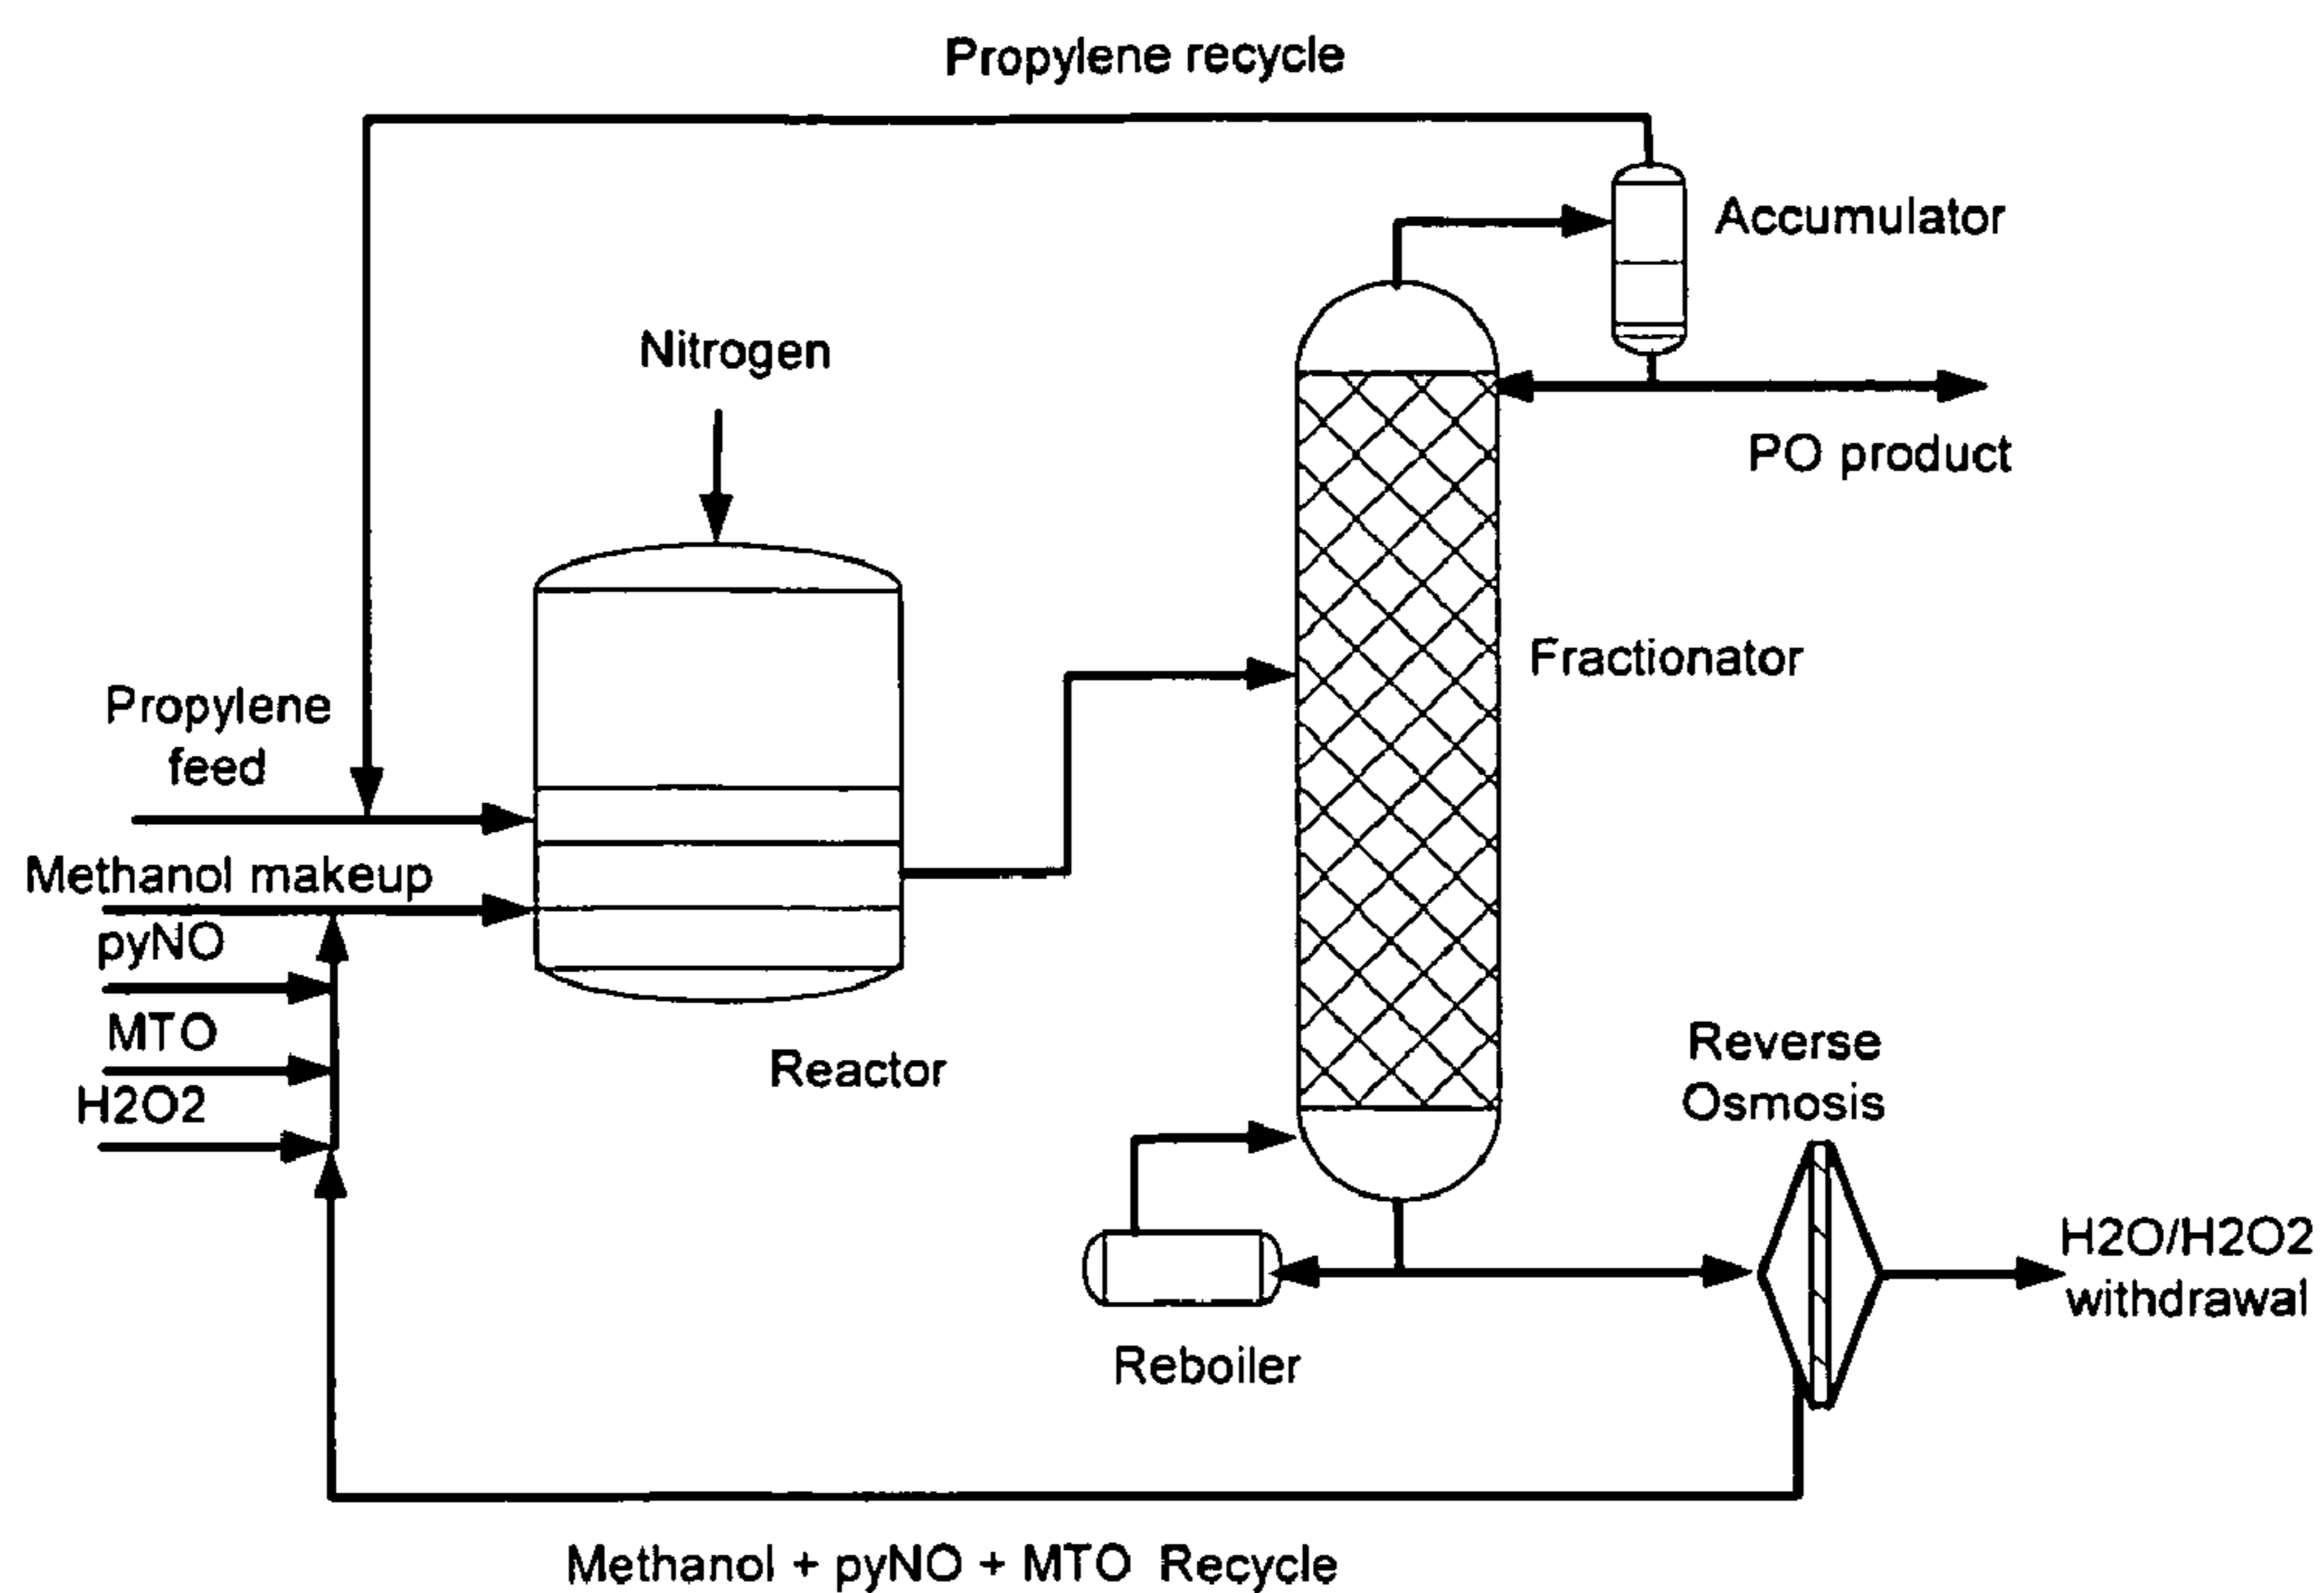 Propylene recycle
Accumulator
Nitrogen
PO product
Fractionator
Propylene
feed
Methanol makeup
pyNO
MTO
H2O2
Reactor
Reverse
Osmosis
H2O/H2O2
withdrawal
Reboiler
Methanol + pyNO + MTO Recycle